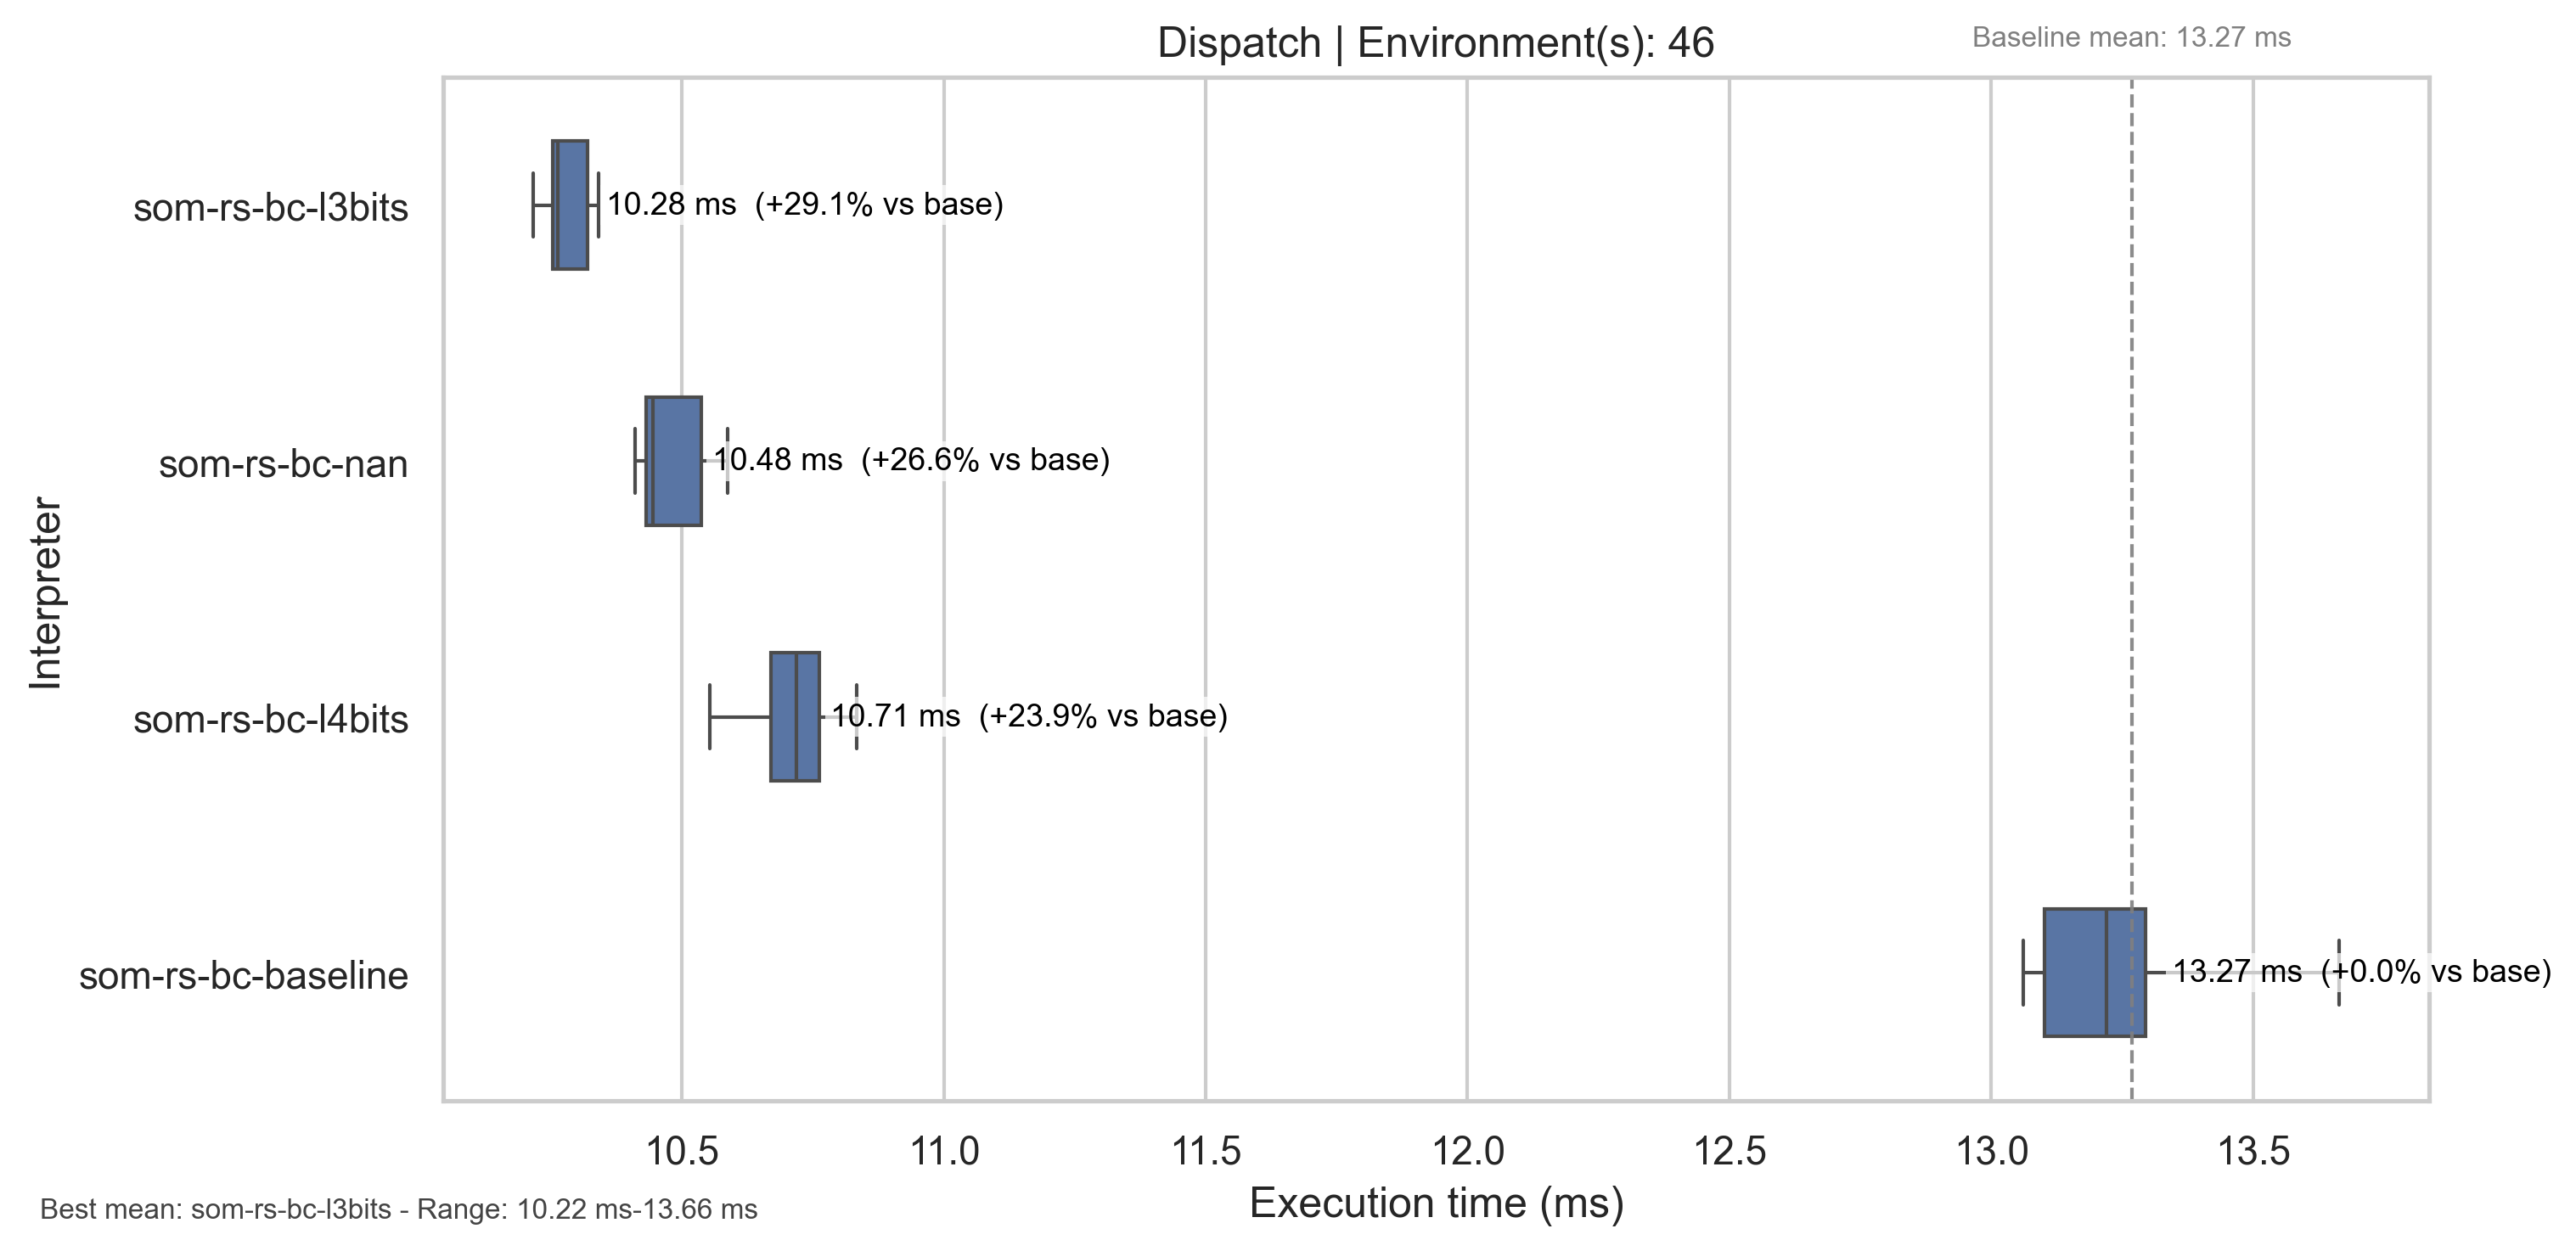 Dispatch | Environment(s): 46
Baseline mean: 13.27 ms
Interpreter
som-rs-bc-l3bits
10.28 ms (+29.1% vs base)
som-rs-bc-nan
10.48 ms (+26.6% vs base)
som-rs-bc-l4bits
10.71 ms (+23.9% vs base)
som-rs-bc-baseline
13.27 ms (+0.0% vs base)
10.5 11.0 11.5 12.0 12.5 13.0 13.5
Execution time (ms)
Best mean: som-rs-bc-l3bits - Range: 10.22 ms-13.66 ms